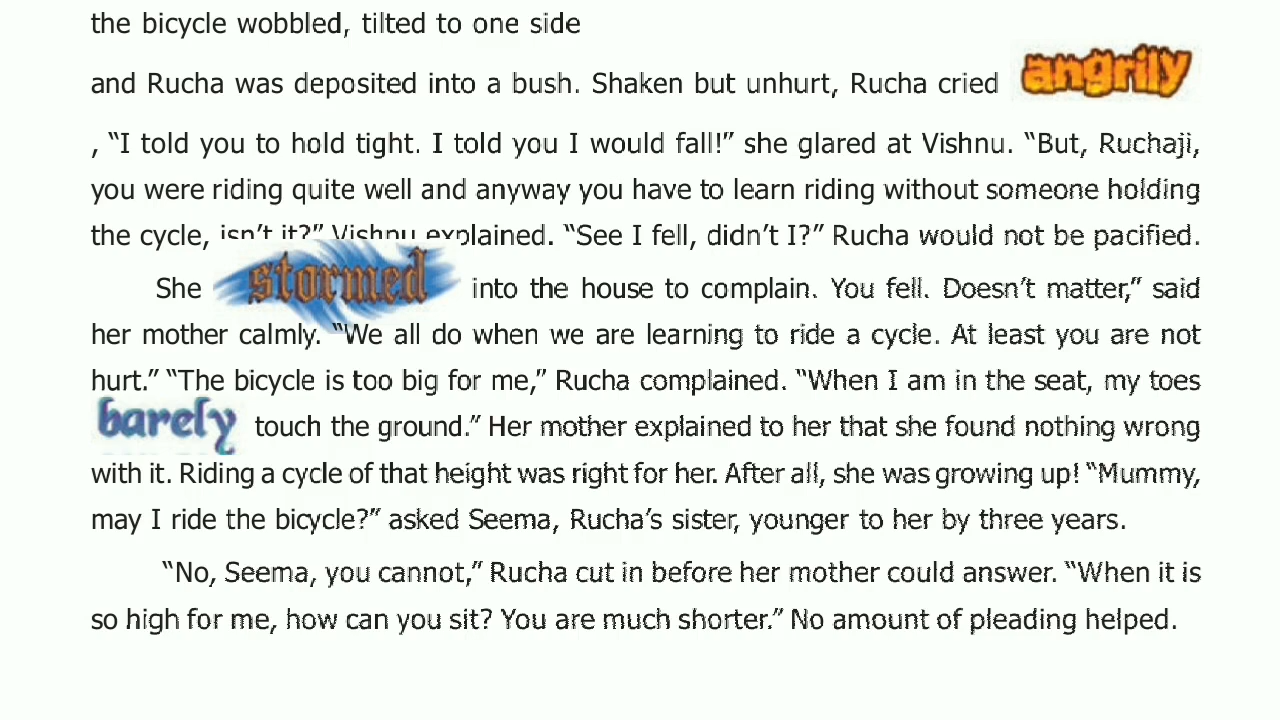 the bicycle wobbled, tilted to one side
and Rucha was deposited into a bush. Shaken but unhurt, Rucha cried angrily
, “I told you to hold tight. I told you I would fall!” she glared at Vishnu. “But, Ruchaji,
you were riding quite well and anyway you have to learn riding without someone holding
the cycle, isn’t it?” Vishnu explained. “See I fell, didn’t I?” Rucha would not be pacified.
She stormed into the house to complain. You fell. Doesn’t matter,” said
her mother calmly. “We all do when we are learning to ride a cycle. At least you are not
hurt.” “The bicycle is too big for me,” Rucha complained. “When I am in the seat, my toes
barely touch the ground.” Her mother explained to her that she found nothing wrong
with it. Riding a cycle of that height was right for her. After all, she was growing up! “Mummy,
may I ride the bicycle?” asked Seema, Rucha’s sister, younger to her by three years.
“No, Seema, you cannot,” Rucha cut in before her mother could answer. “When it is
so high for me, how can you sit? You are much shorter.” No amount of pleading helped.